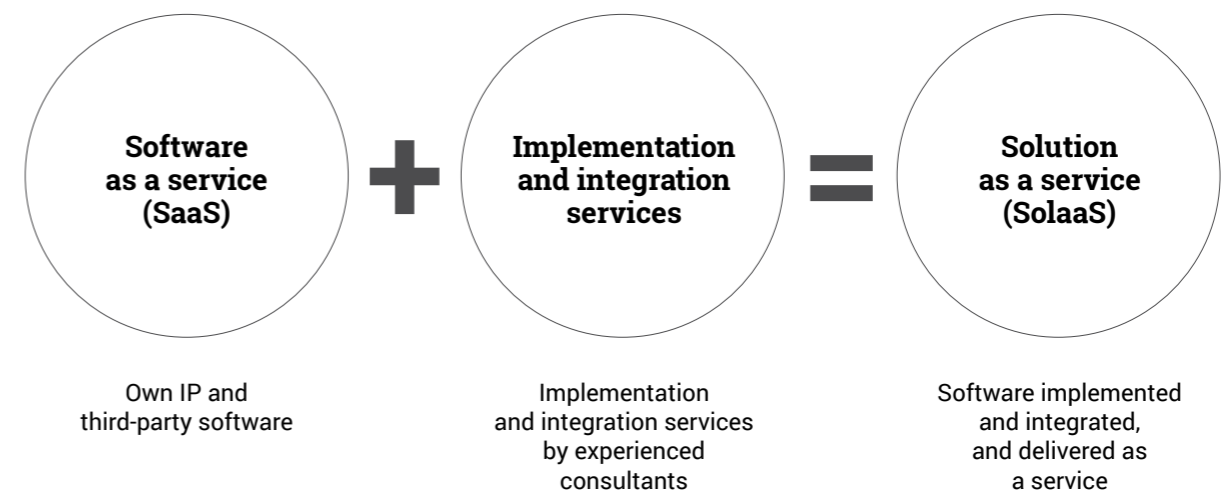 Software
as a service
(SaaS)
+
Implementation
and integration
services
=
Solution
as a service
(SolaaS)
Own IP and
third-party software
Implementation
and integration services
by experienced
consultants
Software implemented
and integrated,
and delivered as
a service